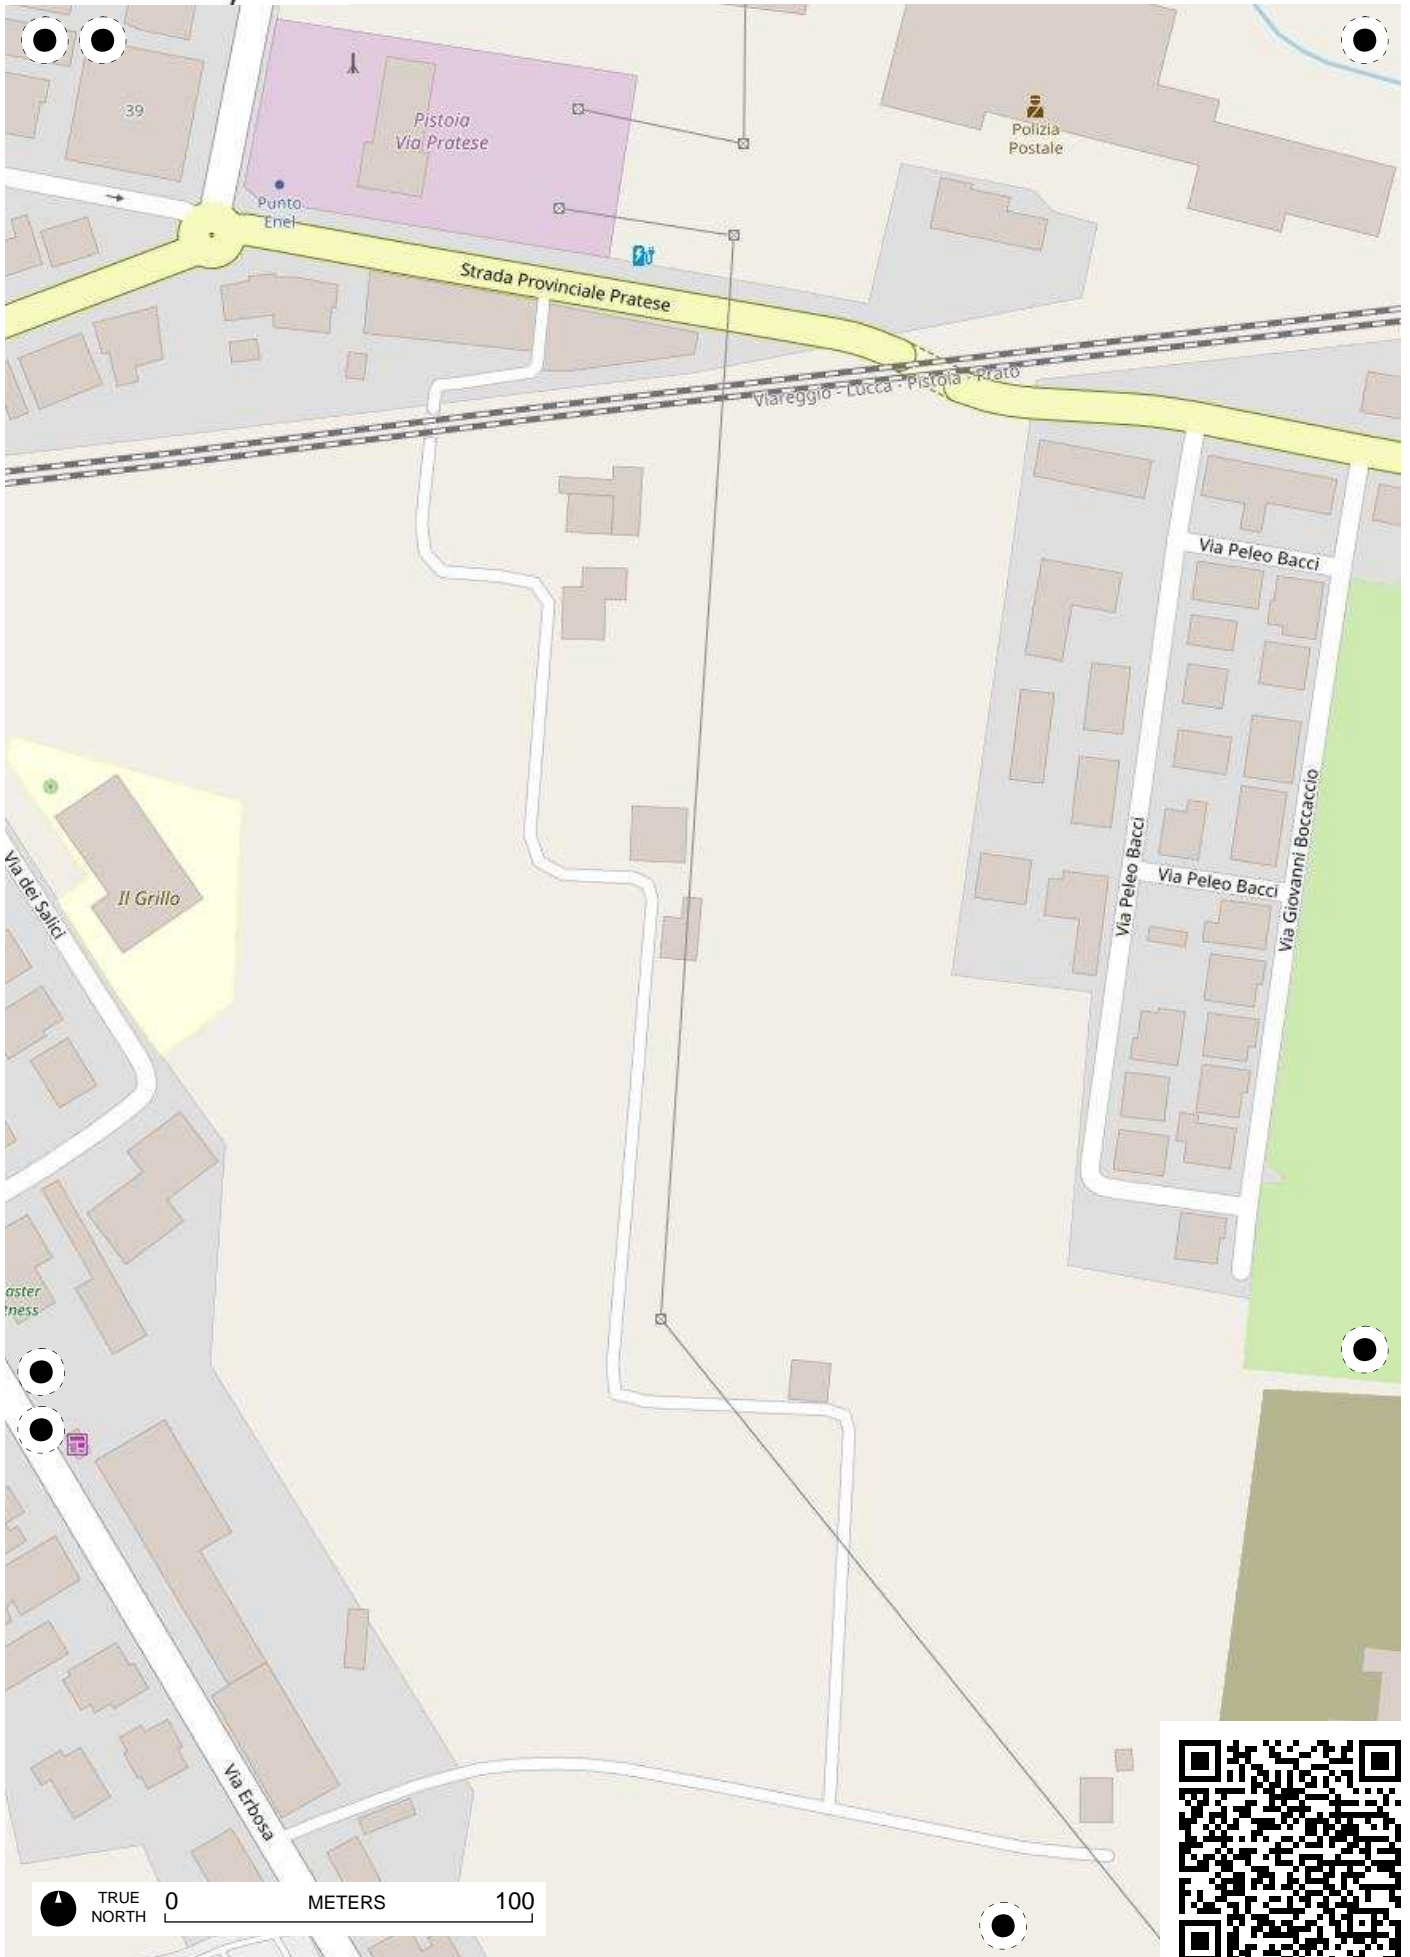 39
Pistoia
Via Pratese
Polizia
Postale
Punto
Enel
Strada Provinciale Pratese
Viareggio - Lucca - Pistoia - Prato
Via Peleo Bacci
Via Giovanni Boccaccio
Via Peleo Bacci
Via Peleo Bacci
Via dei Salici
Il Grillo
aster
tness
Via Erbosa
TRUE
NORTH
0 METERS 100